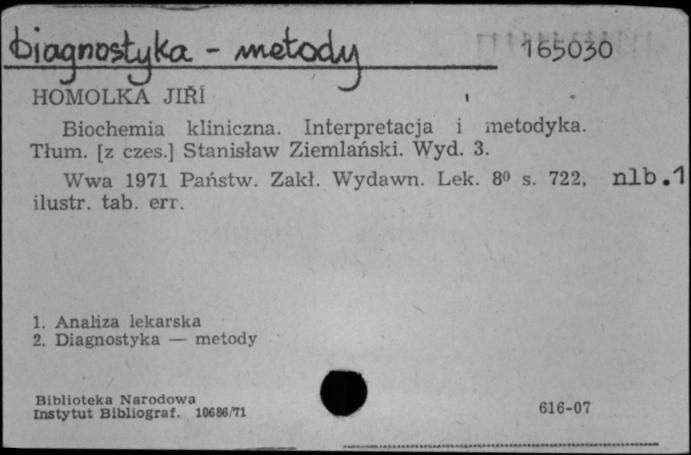 Diagnostyka - metody 165030
HOMOLKA JIŘÍ
Biochemia kliniczna. Interpretacja i metodyka.
Tłum. [z czes.] Stanisław Ziemlański. Wyd. 3.
Wwa 1971 Państw. Zakł. Wydawn. Lek. 8⁰ s. 722, nlb.1
ilustr. tab. err.
1. Analiza lekarska
2. Diagnostyka — metody
Biblioteka Narodowa
Instytut Bibliograf. 10686/71
616-07